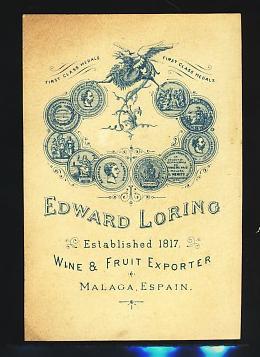 FIRST CLASS MEDALS
FIRST CLASS MEDALS
EDWARD LORING
Established 1817.
WINE & FRUIT EXPORTER
MALAGA, ESPAIN.